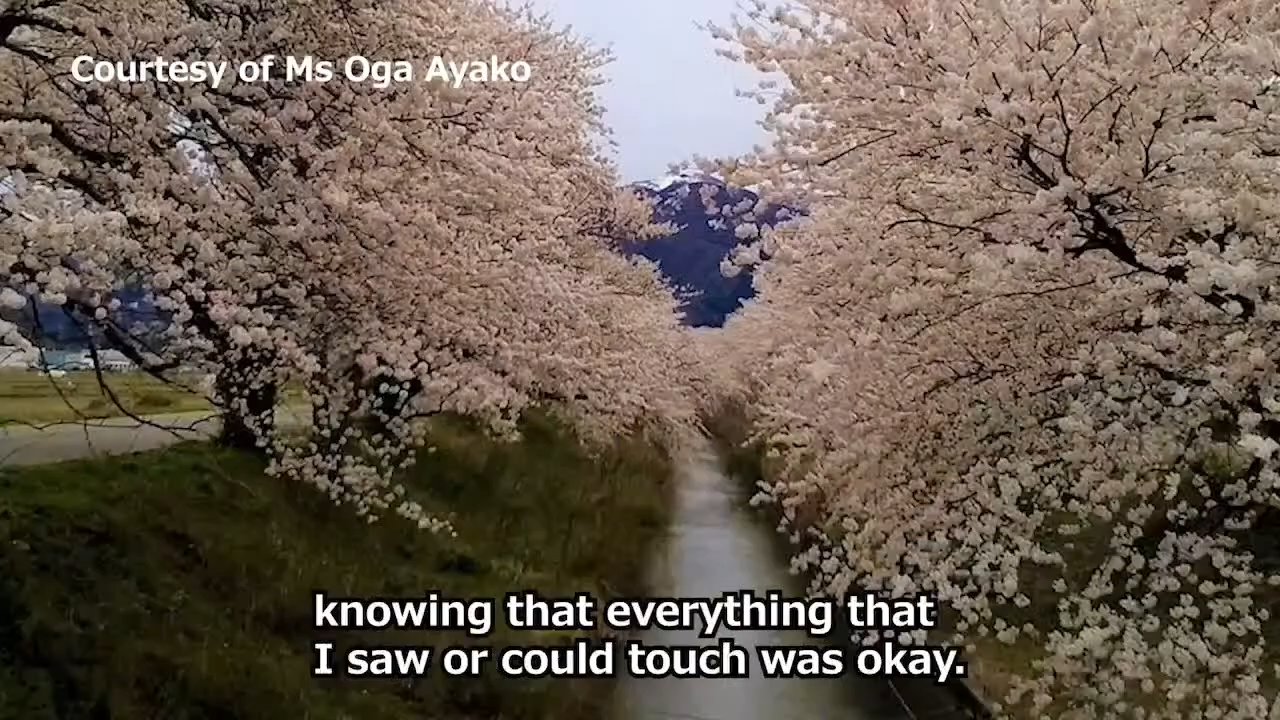 Courtesy of Ms Oga Ayako
knowing that everything that
I saw or could touch was okay.